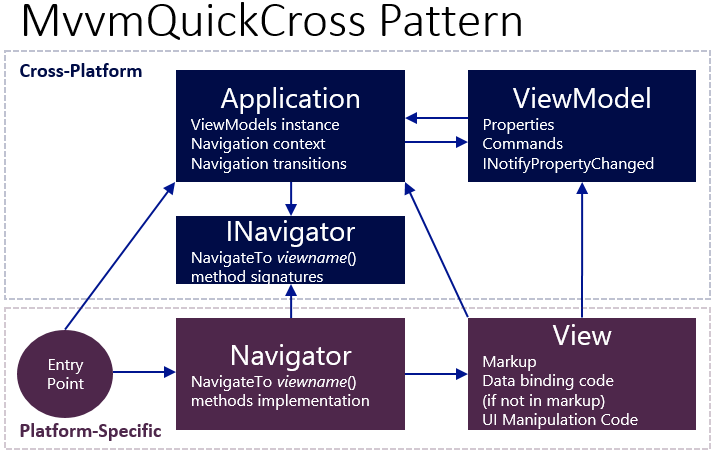 MvvmQuickCross Pattern
Cross-Platform
Application
ViewModels instance
Navigation context
Navigation transitions
ViewModel
Properties
Commands
INotifyPropertyChanged
INavigator
NavigateTo viewname()
method signatures
Entry
Point
Navigator
NavigateTo viewname()
methods implementation
View
Markup
Data binding code
(if not in markup)
UI Manipulation Code
Platform-Specific